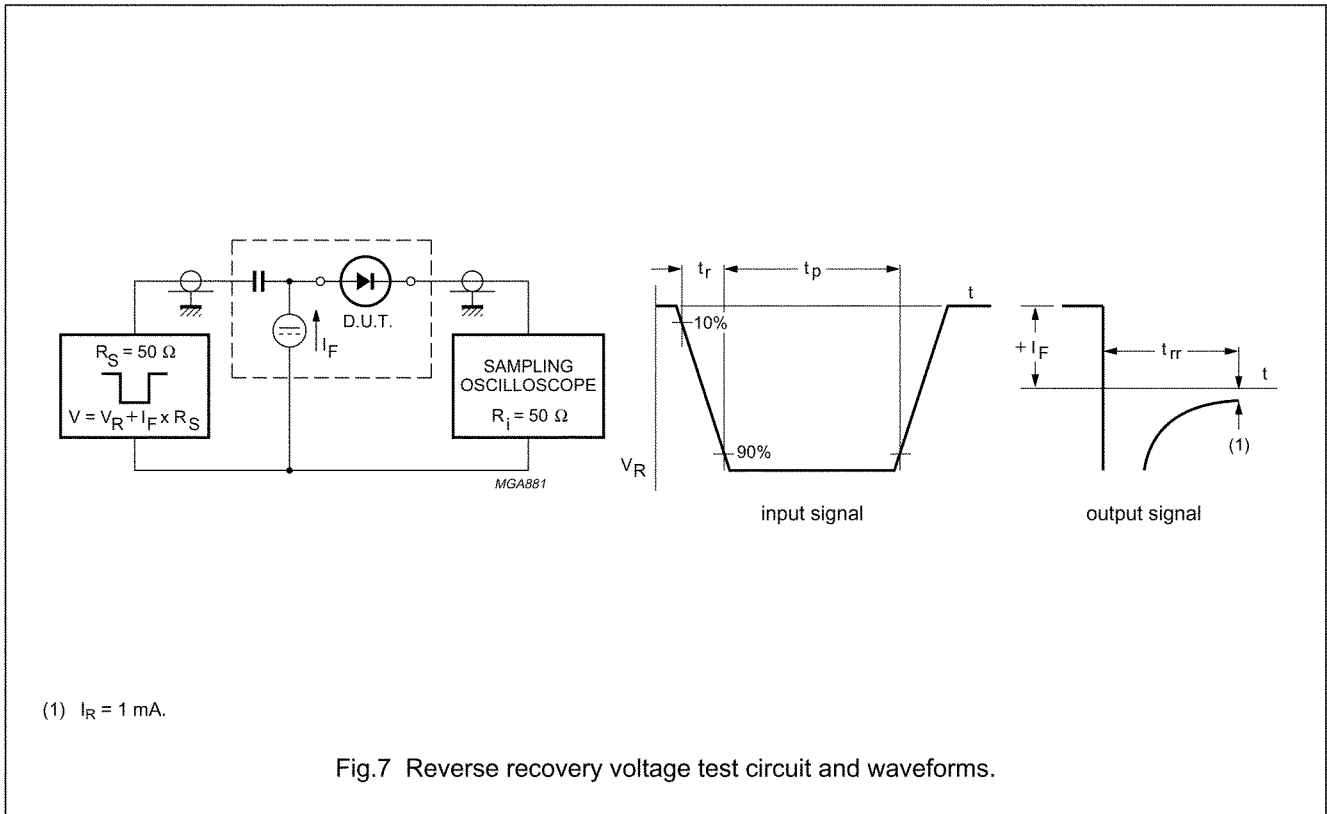 R_S = 50 Ω
V = V_R + I_F x R_S
I_F
D.U.T.
SAMPLING
OSCILLOSCOPE
R_i = 50 Ω
MGA881
t_r
t_p
t
10%
90%
V_R
input signal
+ I_F
t_rr
t
(1)
output signal
(1) I_R = 1 mA.
Fig.7 Reverse recovery voltage test circuit and waveforms.